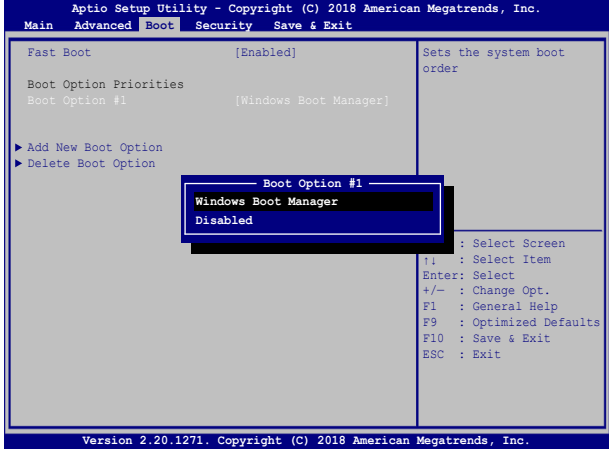 Aptio Setup Utility - Copyright (C) 2018 American Megatrends, Inc.
Main Advanced Boot Security Save & Exit
Fast Boot [Enabled]
Boot Option Priorities
Boot Option #1 [Windows Boot Manager]
Add New Boot Option
Delete Boot Option
Sets the system boot
order
Boot Option #1
Windows Boot Manager
Disabled
: Select Screen
↑↓ : Select Item
Enter: Select
+/— : Change Opt.
F1 : General Help
F9 : Optimized Defaults
F10 : Save & Exit
ESC : Exit
Version 2.20.1271. Copyright (C) 2018 American Megatrends, Inc.